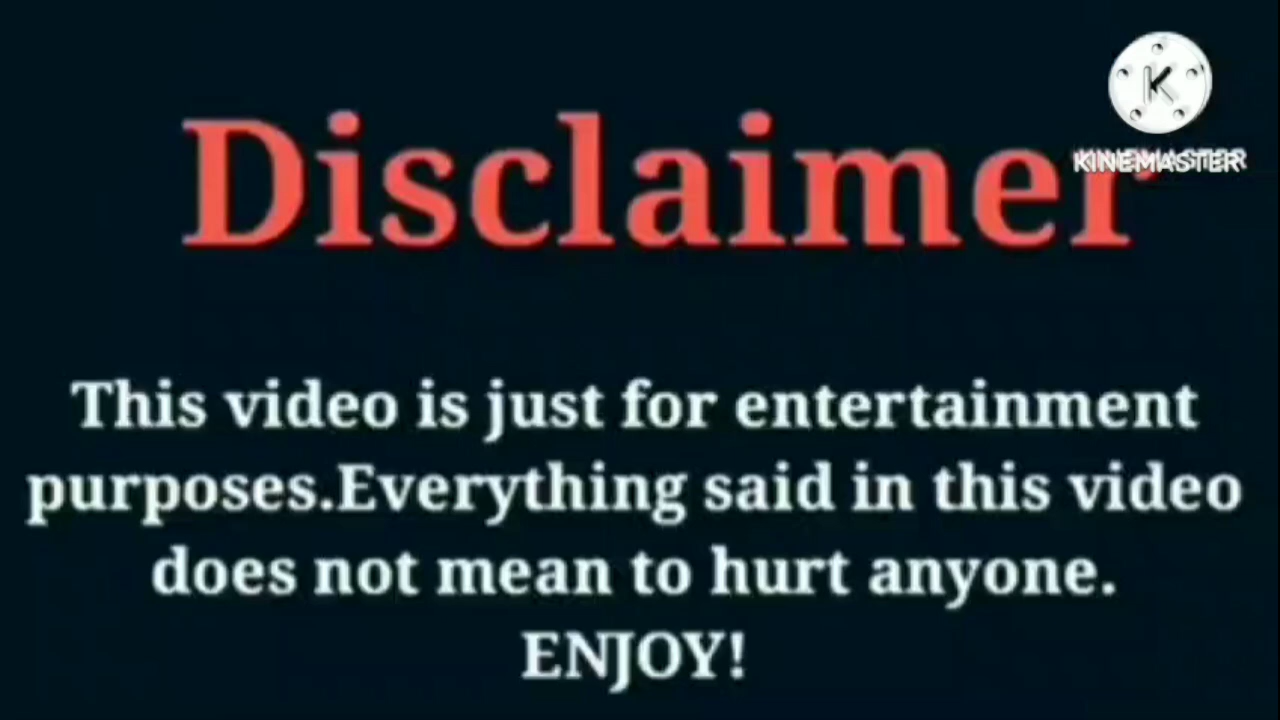 K
KINEMASTER
Disclaimer
This video is just for entertainment
purposes.Everything said in this video
does not mean to hurt anyone.
ENJOY!